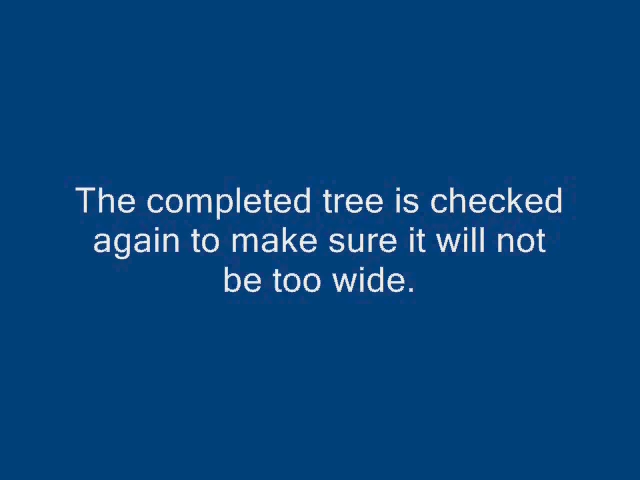 The completed tree is checked
again to make sure it will not
be too wide.